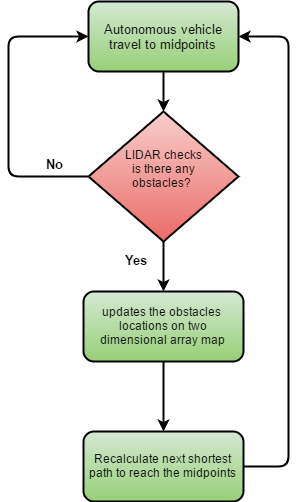 Autonomous vehicle
travel to midpoints
LIDAR checks
is there any
obstacles?
No
Yes
updates the obstacles
locations on two
dimensional array map
Recalculate next shortest
path to reach the midpoints